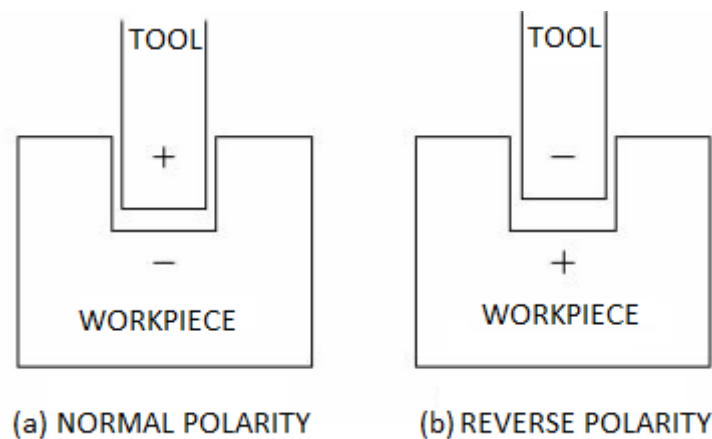 TOOL
+
−
WORKPIECE
(a) NORMAL POLARITY
TOOL
−
+
WORKPIECE
(b) REVERSE POLARITY